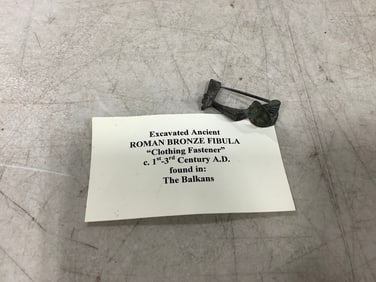 Excavated Ancient
ROMAN BRONZE FIBULA
“Clothing Fastener”
c. 1st-3rd Century A.D.
found in:
The Balkans